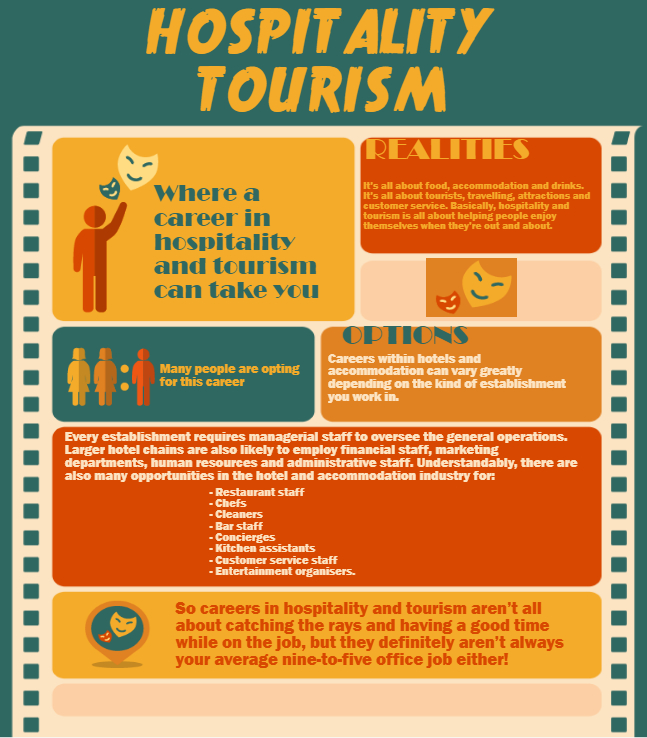 HOSPITALITY
TOURISM
Where a
career in
hospitality
and tourism
can take you
REALITIES
It's all about food, accommodation and drinks.
It's all about tourists, travelling, attractions and
customer service. Basically, hospitality and
tourism is all about helping people enjoy
themselves when they're out and about.
Many people are opting
for this career
OPTIONS
Careers within hotels and
accommodation can vary greatly
depending on the kind of establishment
you work in.
Every establishment requires managerial staff to oversee the general operations.
Larger hotel chains are also likely to employ financial staff, marketing
departments, human resources and administrative staff. Understandably, there are
also many opportunities in the hotel and accommodation industry for:
- Restaurant staff
- Chefs
- Cleaners
- Bar staff
- Concierges
- Kitchen assistants
- Customer service staff
- Entertainment organisers.
So careers in hospitality and tourism aren't all
about catching the rays and having a good time
while on the job, but they definitely aren't always
your average nine-to-five office job either!